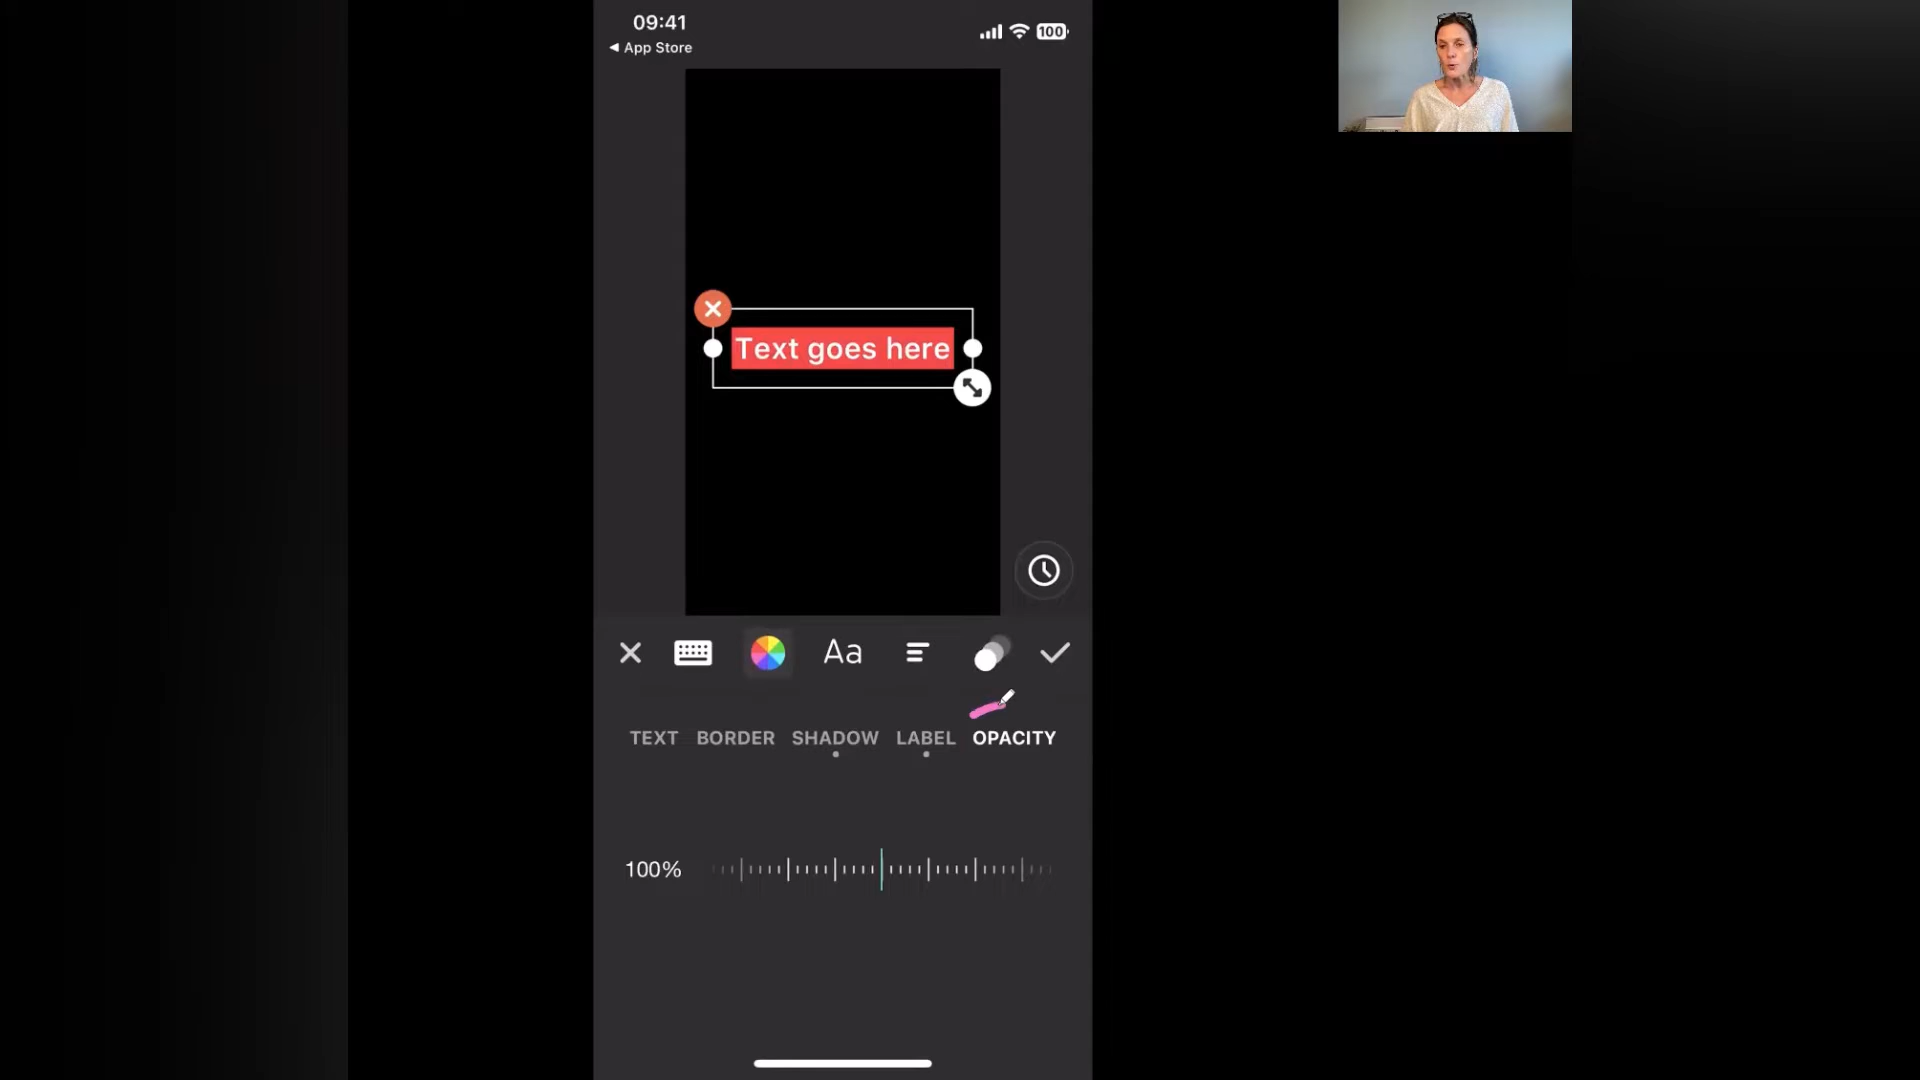 09:41
100
◀ App Store
Text goes here
Aa
TEXT BORDER SHADOW LABEL OPACITY
100%